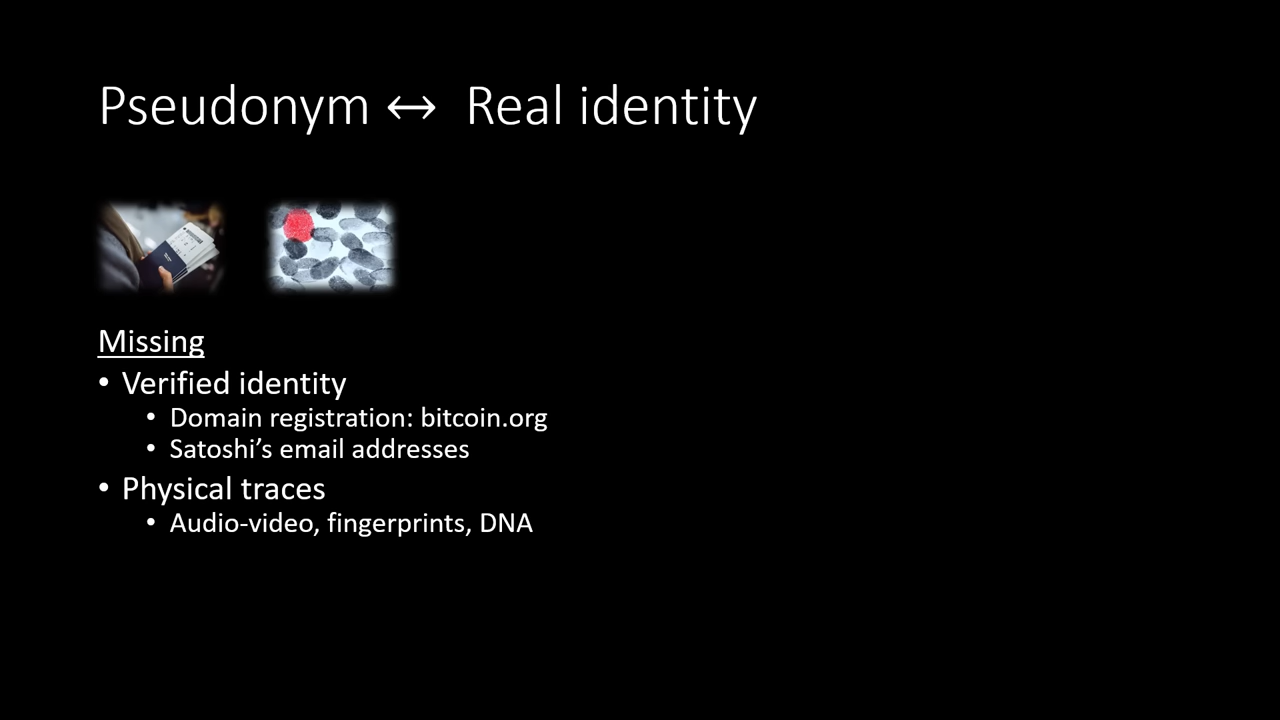 Pseudonym ↔ Real identity
Missing
• Verified identity
• Domain registration: bitcoin.org
• Satoshi’s email addresses
• Physical traces
• Audio-video, fingerprints, DNA